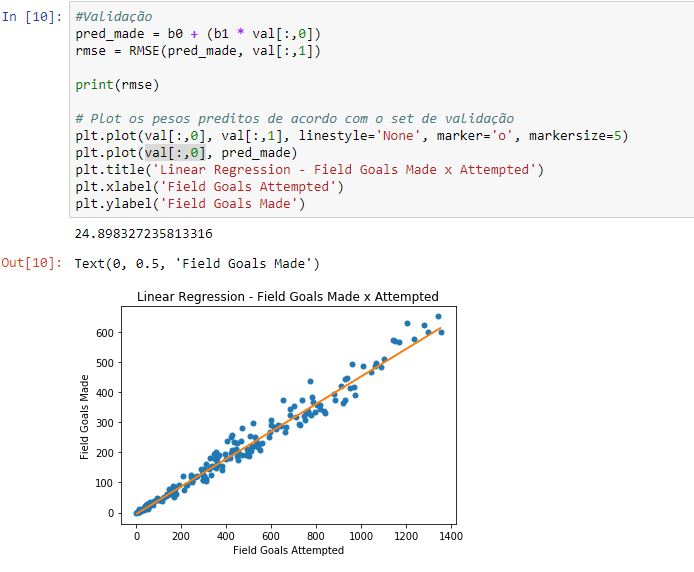 In [10]:
#Validação
pred_made = b0 + (b1 * val[:,0])
rmse = RMSE(pred_made, val[:,1])
print(rmse)
# Plot os pesos preditos de acordo com o set de validação
plt.plot(val[:,0], val[:,1], linestyle='None', marker='o', markersize=5)
plt.plot(val[:,0], pred_made)
plt.title('Linear Regression - Field Goals Made x Attempted')
plt.xlabel('Field Goals Attempted')
plt.ylabel('Field Goals Made')
24.898327235813316
Out[10]: Text(0, 0.5, 'Field Goals Made')
Linear Regression - Field Goals Made x Attempted
Field Goals Made
600
500
400
300
200
100
0
0 200 400 600 800 1000 1200 1400
Field Goals Attempted